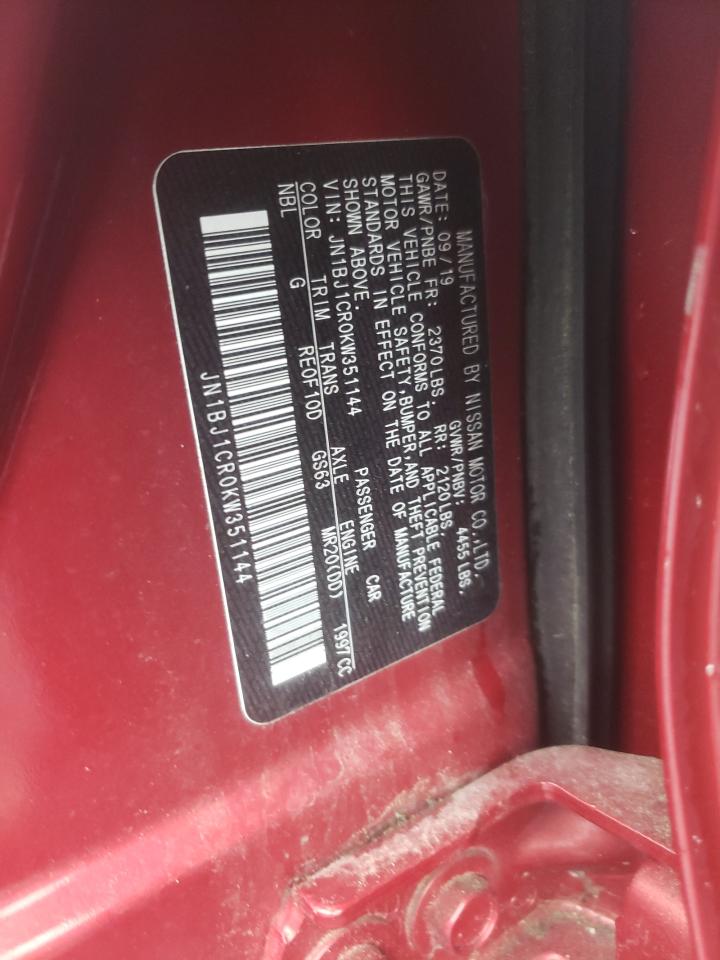 MANUFACTURED BY NISSAN MOTOR CO.,LTD.
DATE: 09/19 GVWR/PNBV: 4455 LBS.
GAWR/PNBE FR: 2370LBS. RR: 2120LBS.
THIS VEHICLE CONFORMS TO ALL APPLICABLE FEDERAL
MOTOR VEHICLE SAFETY,BUMPER,AND THEFT PREVENTION
STANDARDS IN EFFECT ON THE DATE OF MANUFACTURE
SHOWN ABOVE.
VIN: JN1BJ1CR0KW351144 PASSENGER CAR
COLOR TRIM TRANS AXLE ENGINE
NBL G RE0F10D GS63 MR20(DD) 1997CC
JN1BJ1CR0KW351144